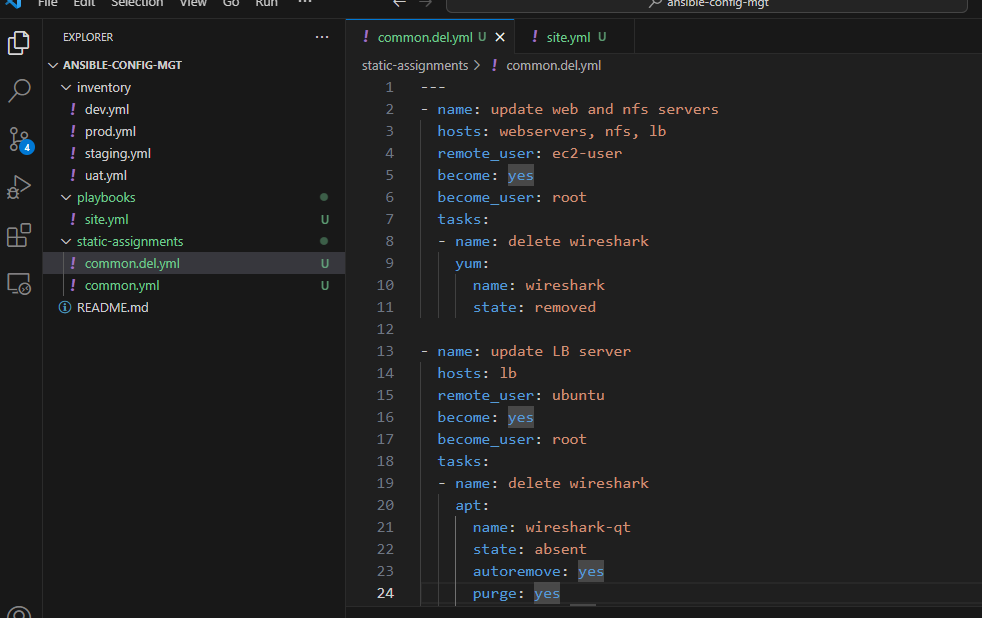 File Edit Selection View Go Run ···
ansible-config-mgt
EXPLORER ···
ANSIBLE-CONFIG-MGT
inventory
! dev.yml
! prod.yml
! staging.yml
! uat.yml
playbooks
! site.yml U
static-assignments
! common.del.yml U
! common.yml U
README.md
4
! common.del.yml U
! site.yml U
static-assignments > ! common.del.yml
1 ---
2 - name: update web and nfs servers
3 hosts: webservers, nfs, lb
4 remote_user: ec2-user
5 become: yes
6 become_user: root
7 tasks:
8 - name: delete wireshark
9 yum:
10 name: wireshark
11 state: removed
12
13 - name: update LB server
14 hosts: lb
15 remote_user: ubuntu
16 become: yes
17 become_user: root
18 tasks:
19 - name: delete wireshark
20 apt:
21 name: wireshark-qt
22 state: absent
23 autoremove: yes
24 purge: yes